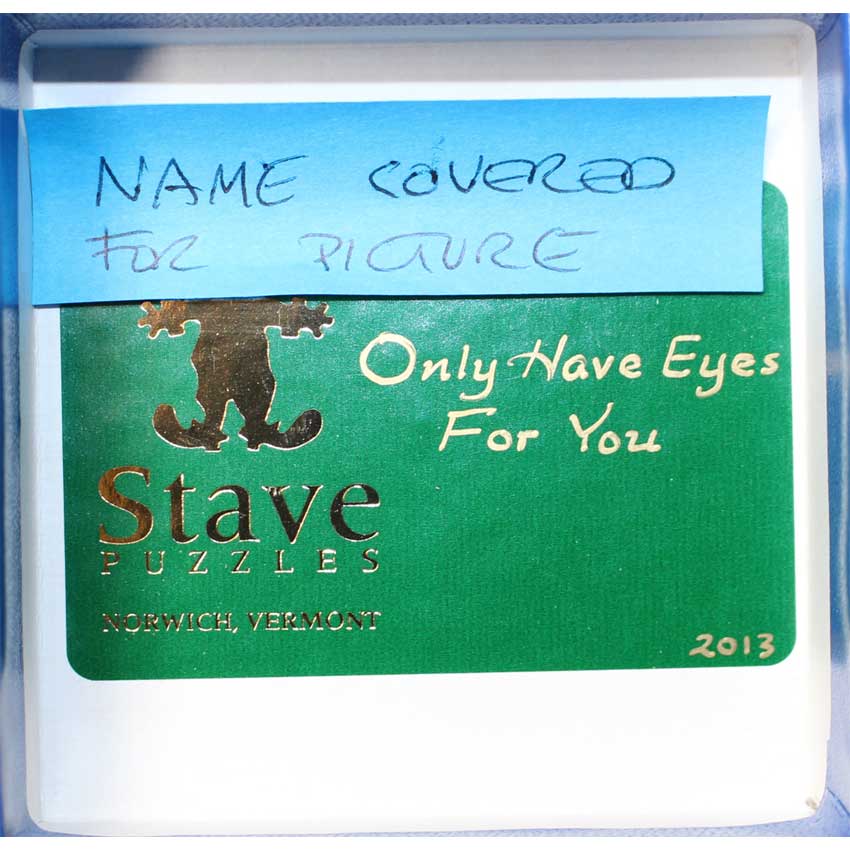 NAME COVERED
FOR PICTURE
Only Have Eyes
For You
Stave
PUZZLES
NORWICH, VERMONT
2013